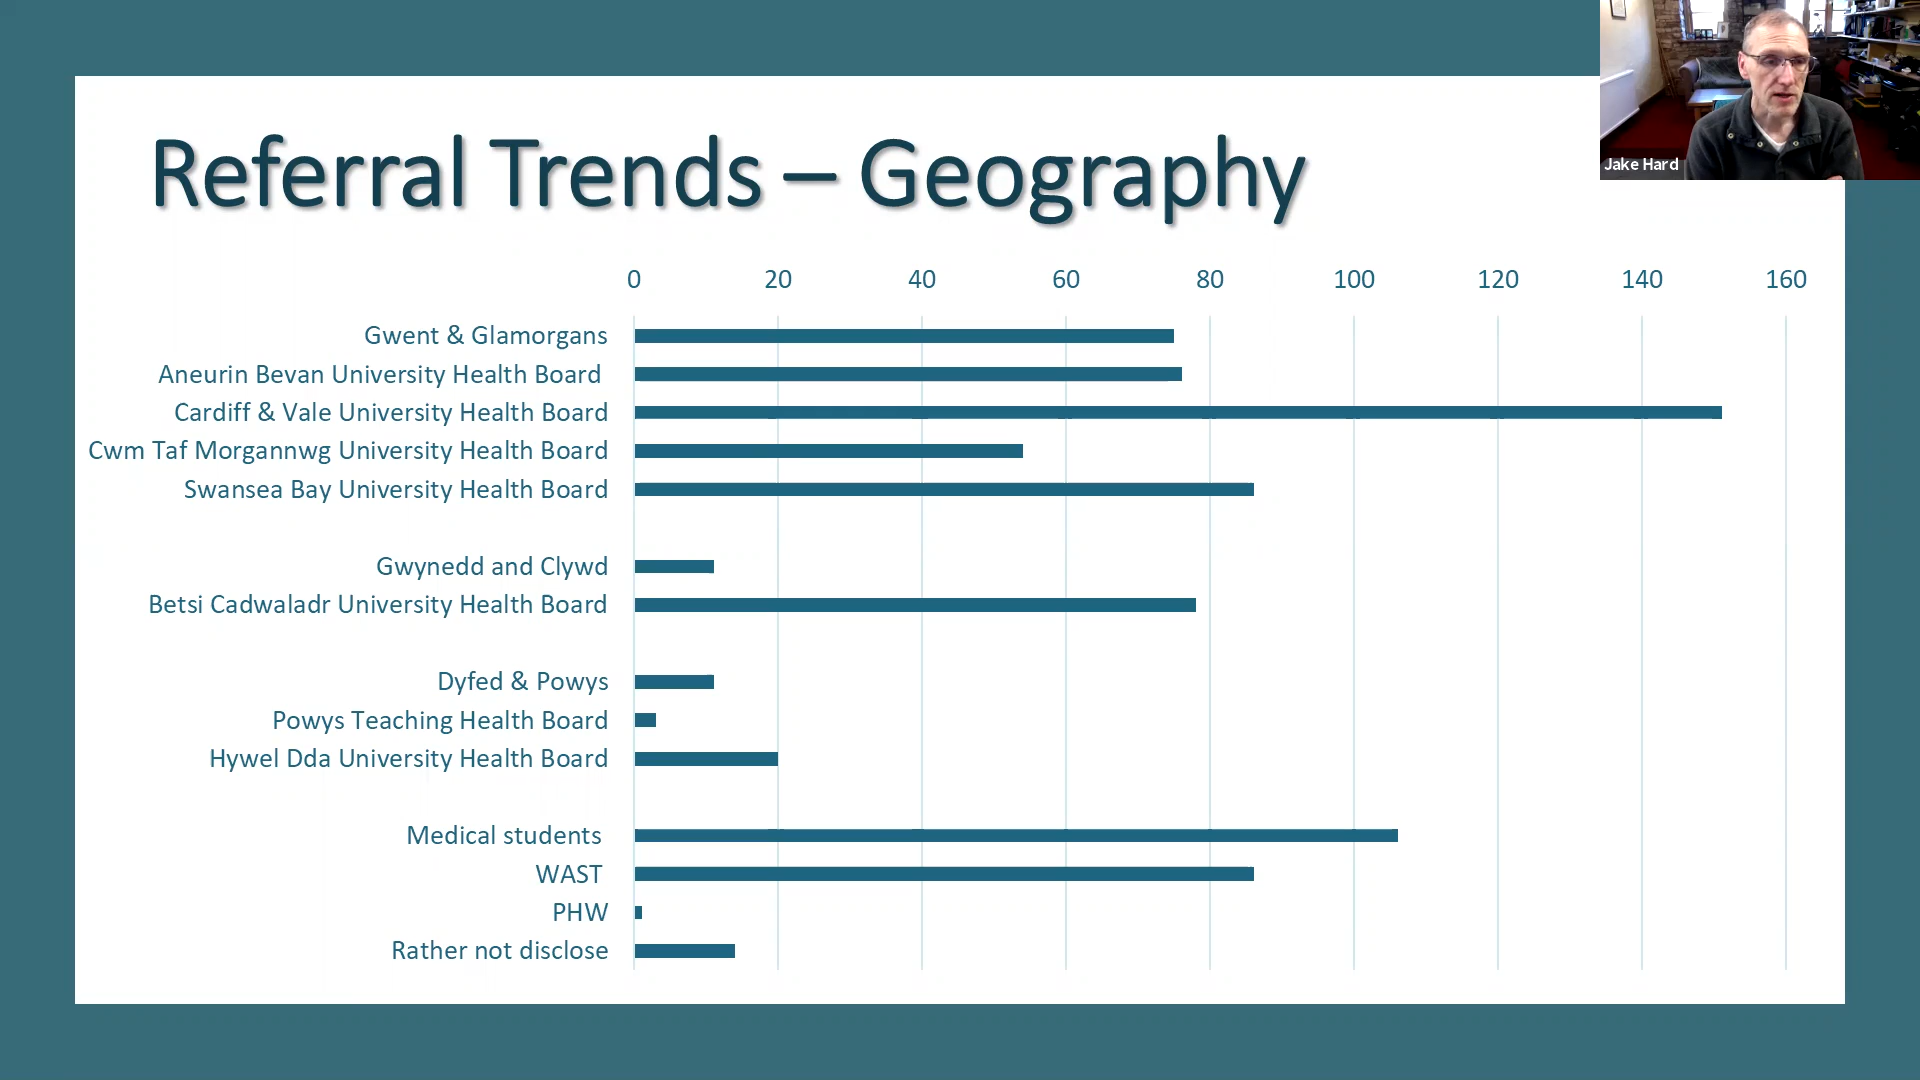 Jake Hard
Referral Trends – Geography
0 20 40 60 80 100 120 140 160
Gwent & Glamorgans
Aneurin Bevan University Health Board
Cardiff & Vale University Health Board
Cwm Taf Morgannwg University Health Board
Swansea Bay University Health Board
Gwynedd and Clywd
Betsi Cadwaladr University Health Board
Dyfed & Powys
Powys Teaching Health Board
Hywel Dda University Health Board
Medical students
WAST
PHW
Rather not disclose